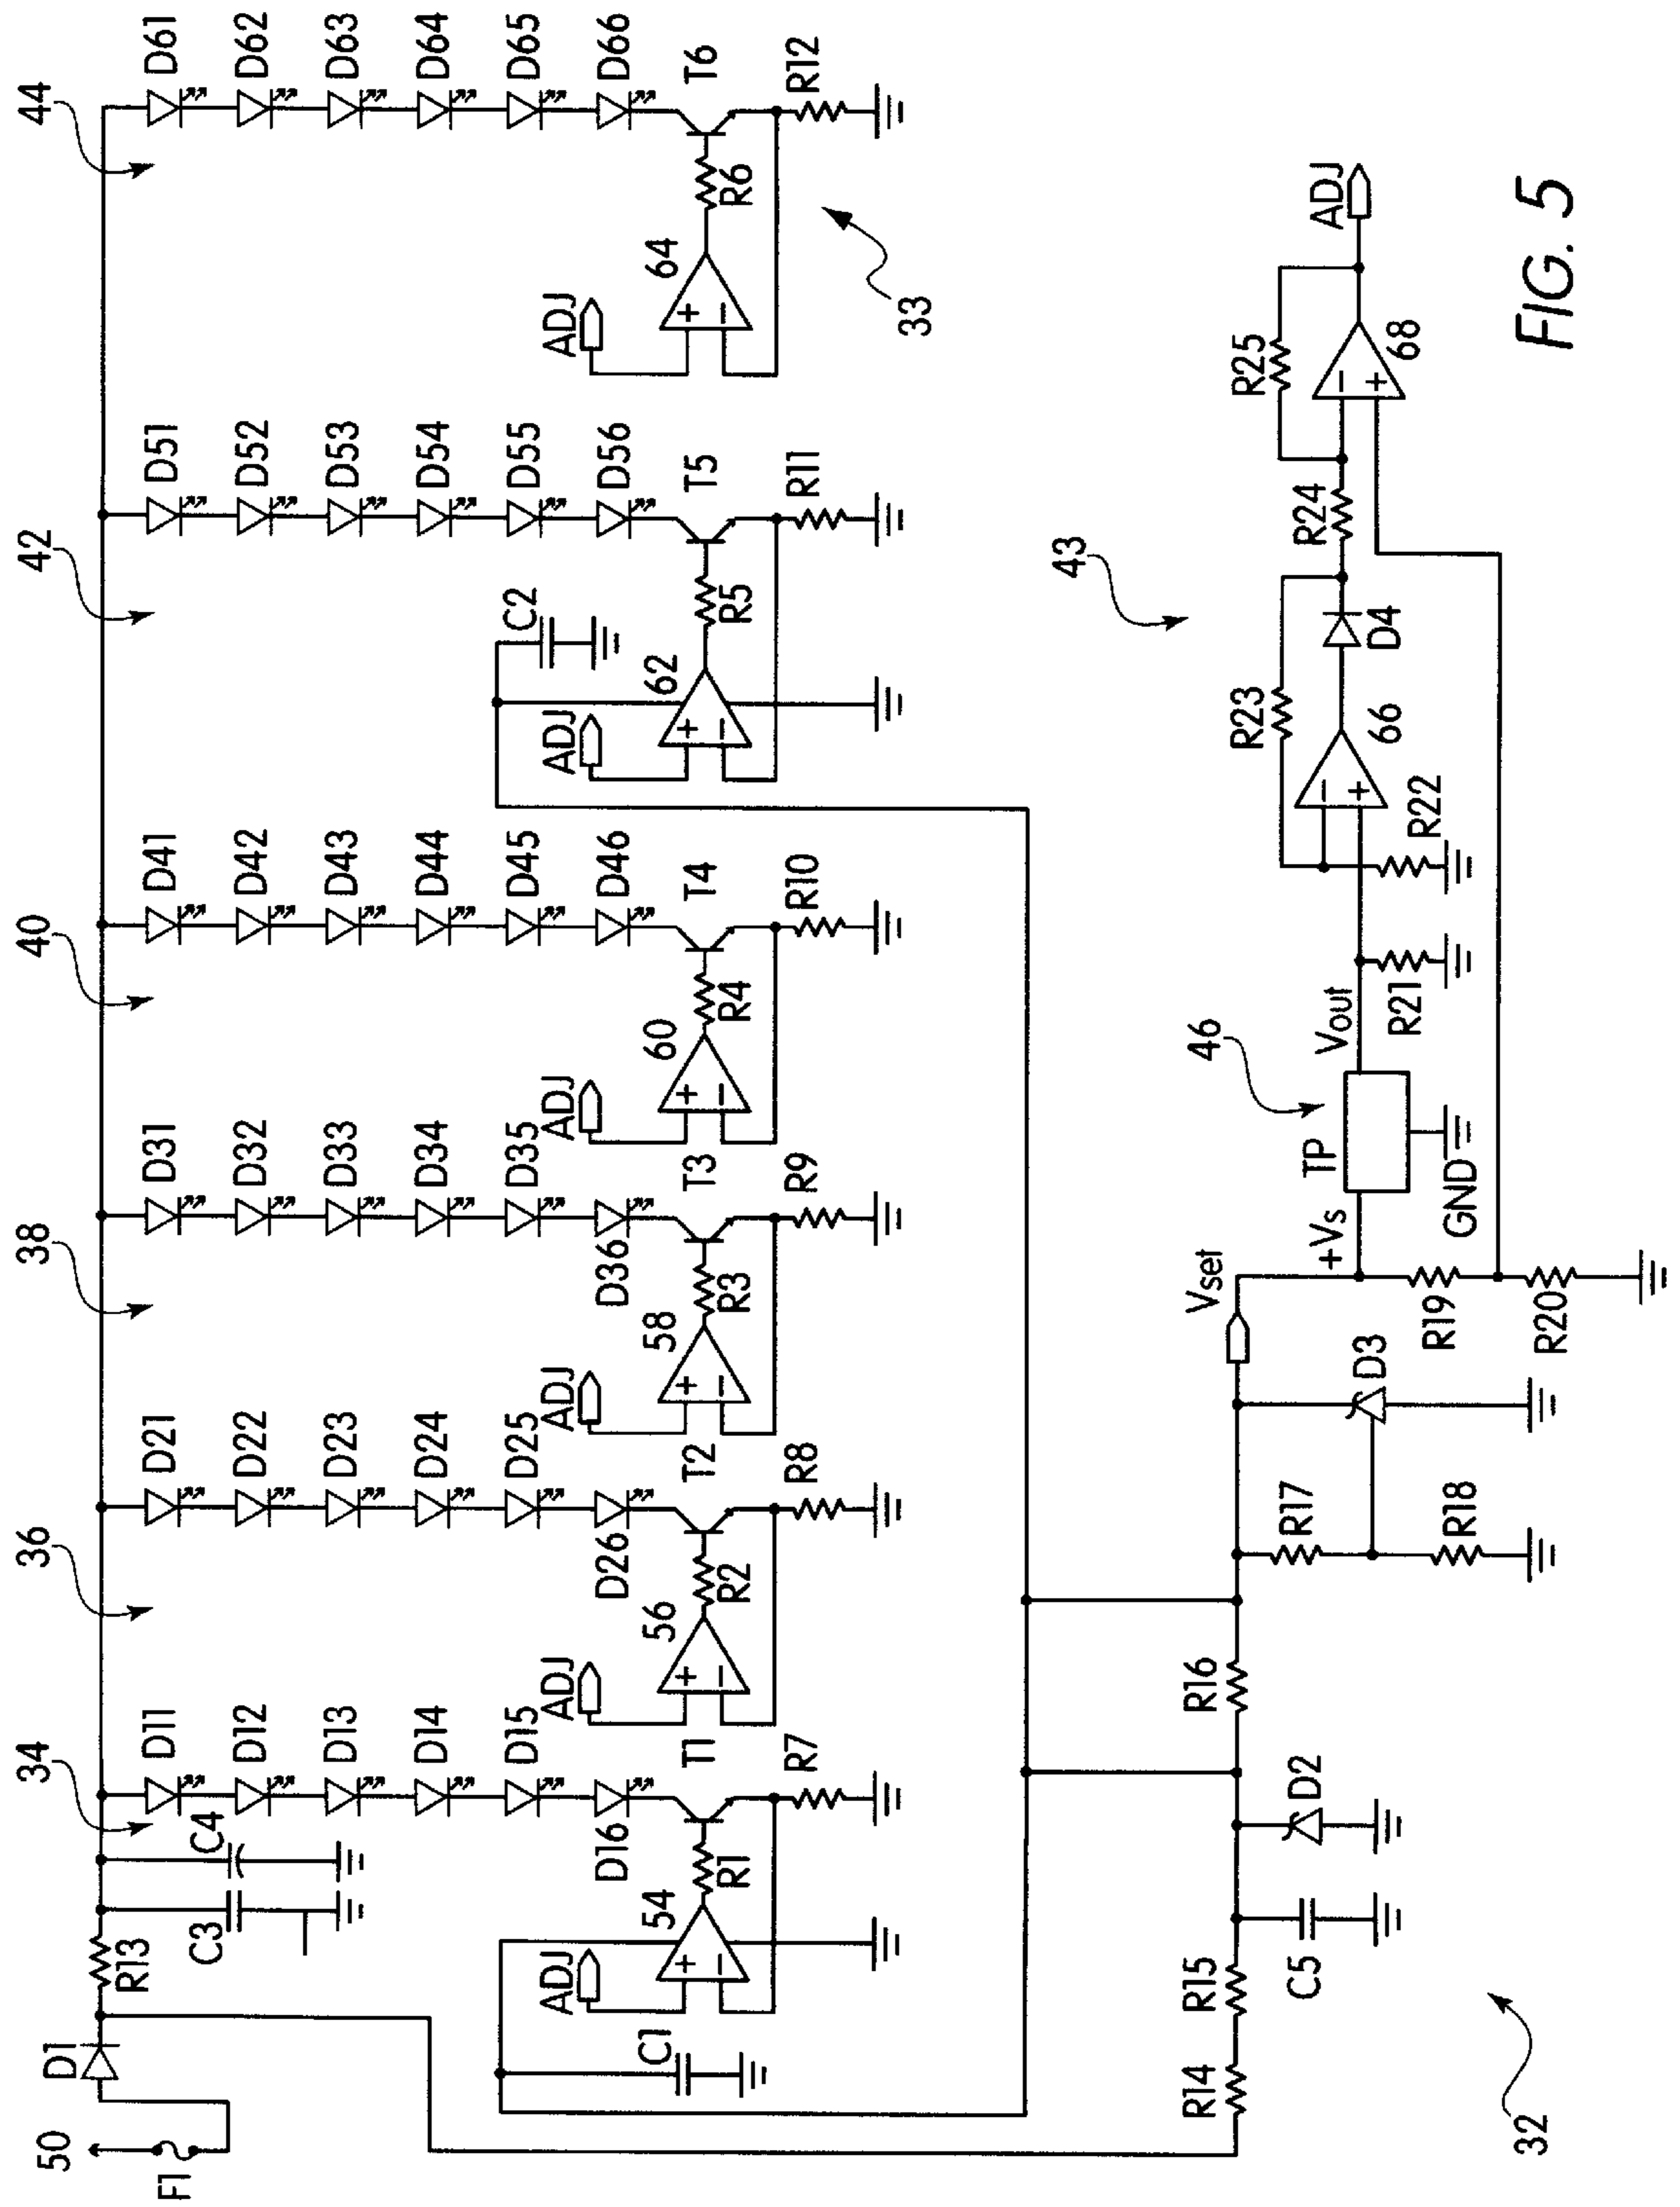 44
D61
D62
D63
D64
D65
D66
T6
R12
64
R6
ADJ
+
−
33
42
D51
D52
D53
D54
D55
D56
T5
R11
C2
62
R5
ADJ
+
−
40
D41
D42
D43
D44
D45
D46
T4
R10
60
R4
ADJ
+
−
38
D31
D32
D33
D34
D35
D36
T3
R9
58
R3
ADJ
+
−
36
D21
D22
D23
D24
D25
D26
T2
R8
56
R2
ADJ
+
−
34
D11
D12
D13
D14
D15
D16
T1
R7
54
R1
ADJ
+
−
C4
C3
R13
D1
50
F1
C1
R14
R15
C5
D2
R16
R17
R18
D3
Vset
+Vs
R19
R20
TP
GND
46
Vout
R21
R22
R23
66
−
+
D4
43
R24
R25
68
−
+
ADJ
32
FIG. 5